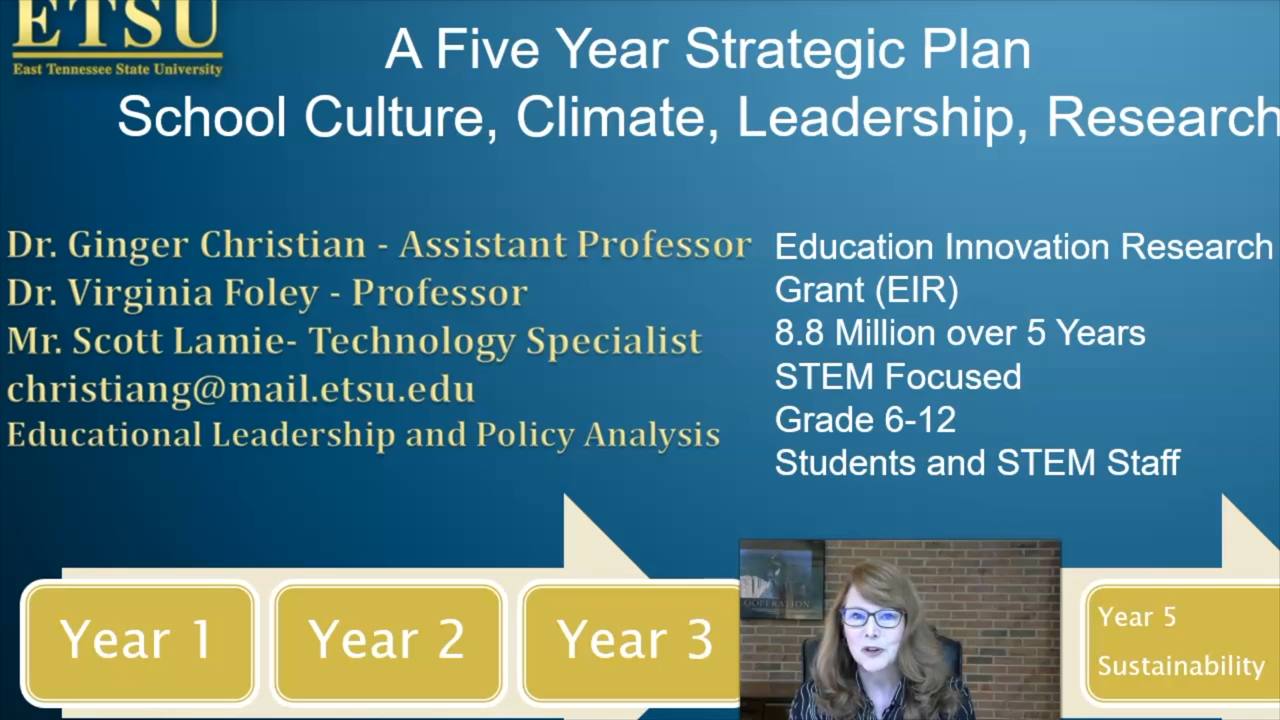 ETSU
East Tennessee State University
A Five Year Strategic Plan
School Culture, Climate, Leadership, Research
Dr. Ginger Christian - Assistant Professor
Dr. Virginia Foley - Professor
Mr. Scott Lamie- Technology Specialist
christiang@mail.etsu.edu
Educational Leadership and Policy Analysis
Education Innovation Research
Grant (EIR)
8.8 Million over 5 Years
STEM Focused
Grade 6-12
Students and STEM Staff
Year 1
Year 2
Year 3
OOPERATION
Year 5
Sustainability